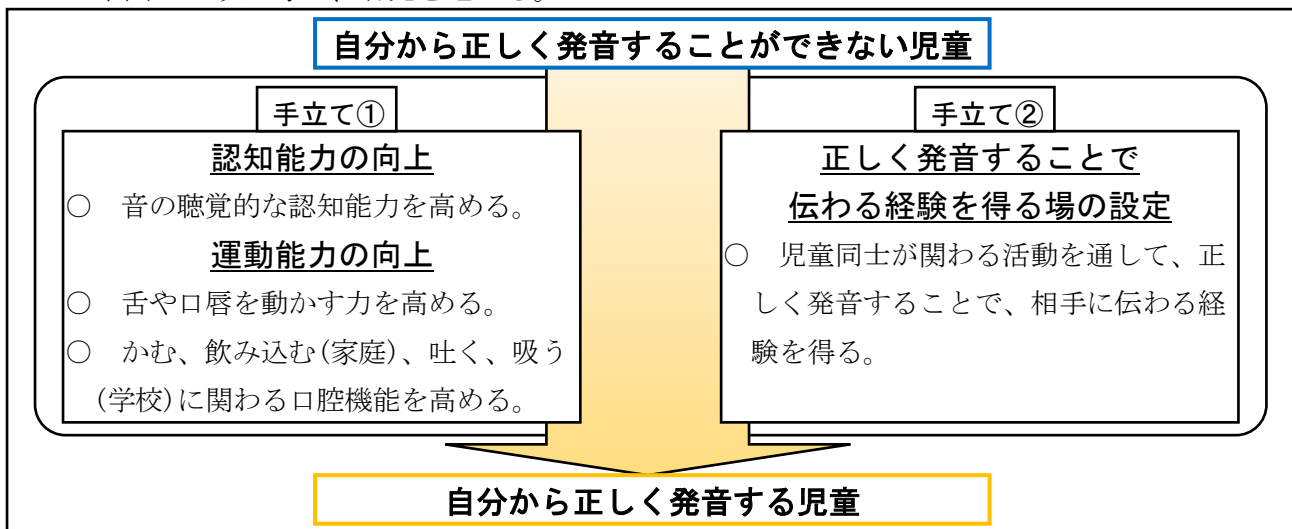 自分から正しく発音することができない児童
手立て①
認知能力の向上
○　音の聴覚的な認知能力を高める。
運動能力の向上
○　舌や口唇を動かす力を高める。
○　かむ、飲み込む(家庭)、吐く、吸う
(学校)に関わる口腔機能を高める。
手立て②
正しく発音することで
伝わる経験を得る場の設定
○　児童同士が関わる活動を通して、正
しく発音することで、相手に伝わる経
験を得る。
自分から正しく発音する児童